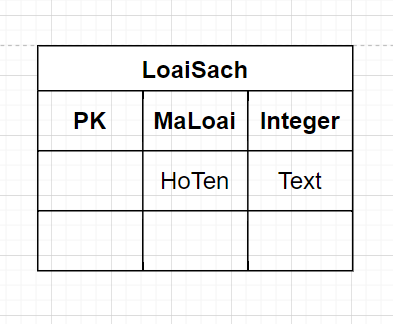 LoaiSach
PK MaLoai Integer
HoTen Text